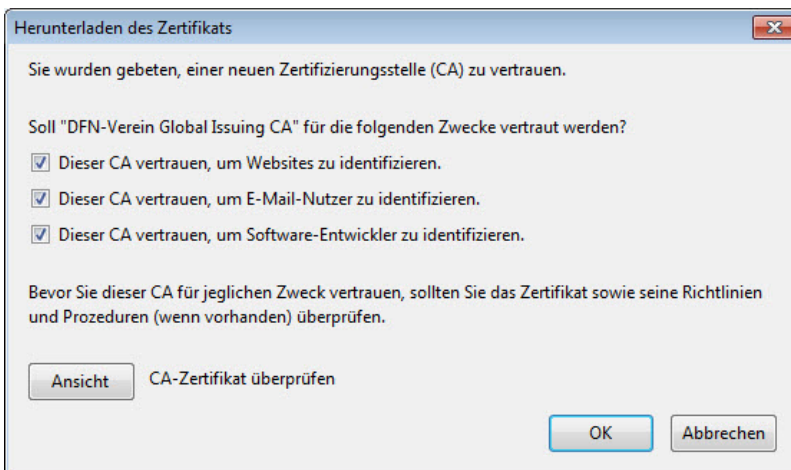 Herunterladen des Zertifikats
Sie wurden gebeten, einer neuen Zertifizierungsstelle (CA) zu vertrauen.
Soll "DFN-Verein Global Issuing CA" für die folgenden Zwecke vertraut werden?
Dieser CA vertrauen, um Websites zu identifizieren.
Dieser CA vertrauen, um E-Mail-Nutzer zu identifizieren.
Dieser CA vertrauen, um Software-Entwickler zu identifizieren.
Bevor Sie dieser CA für jeglichen Zweck vertrauen, sollten Sie das Zertifikat sowie seine Richtlinien
und Prozeduren (wenn vorhanden) überprüfen.
Ansicht CA-Zertifikat überprüfen
OK Abbrechen